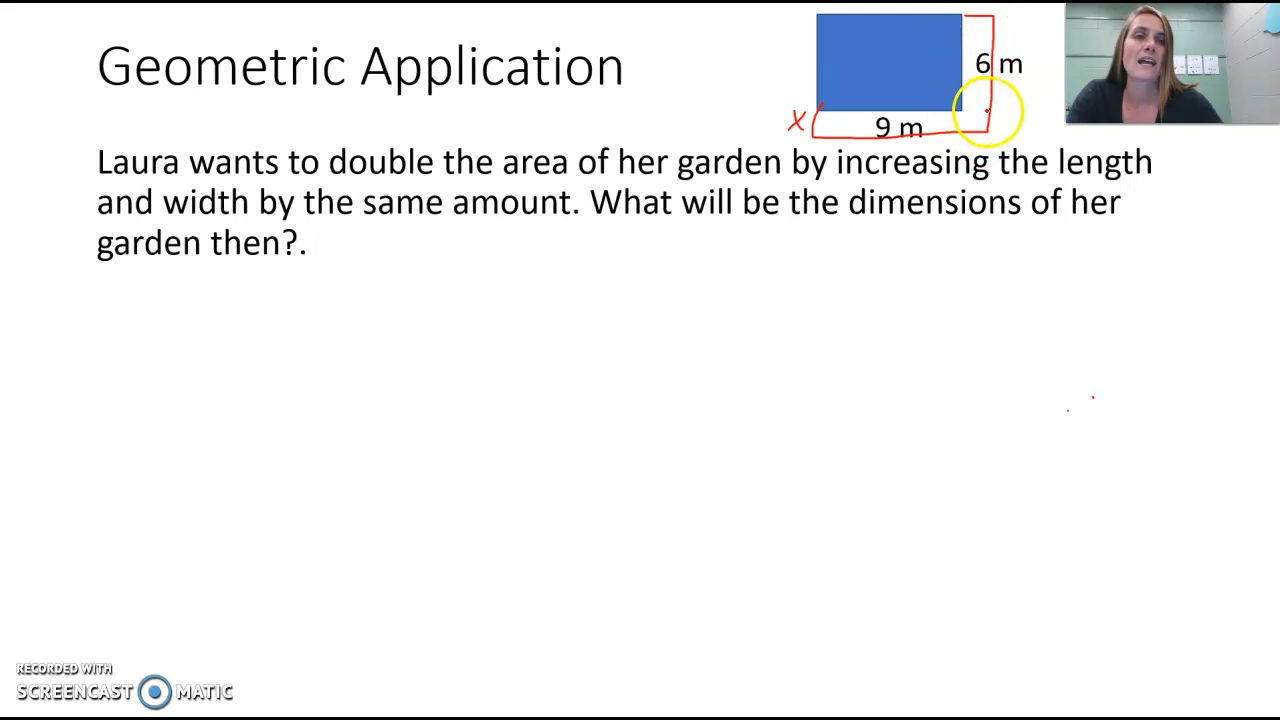 Geometric Application
6 m
x
9 m
Laura wants to double the area of her garden by increasing the length
and width by the same amount. What will be the dimensions of her
garden then?.
RECORDED WITH
SCREENCAST MATIC